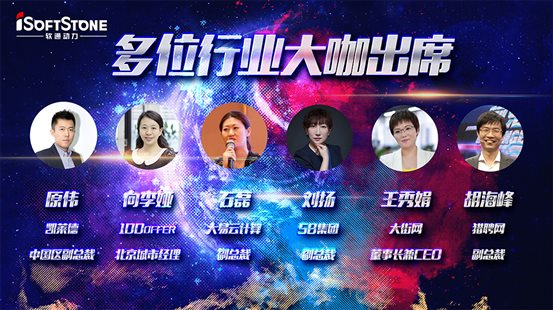 iSOFTSTONE
软通动力
多位行业大咖出席
原伟 向李娅 石磊 刘扬 王秀娟 胡海峰
凯莱德 100OFFER 大易云计算 SB集团 大街网 猎聘网
中国区副总裁 北京城市经理 副总裁 副总裁 董事长兼CEO 副总裁